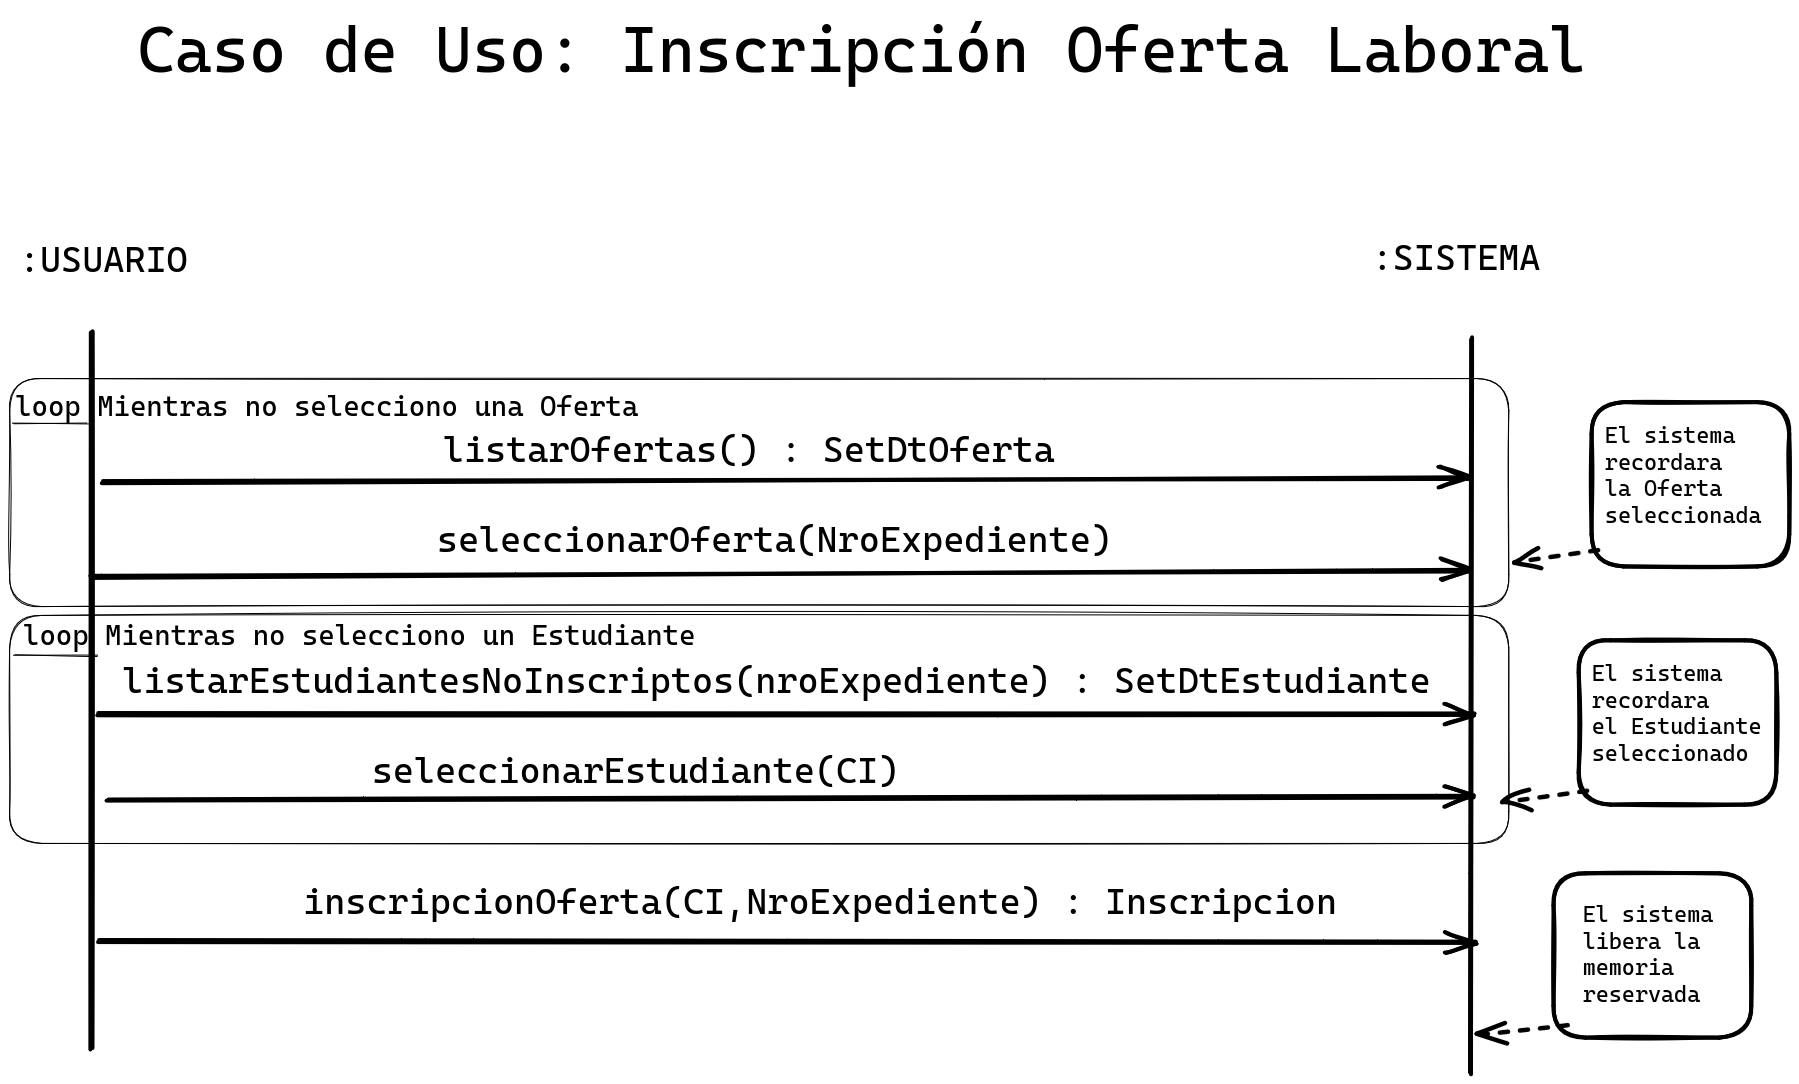 Caso de Uso: Inscripción Oferta Laboral
:USUARIO
:SISTEMA
loop Mientras no selecciono una Oferta
listarOfertas() : SetDtOferta
seleccionarOferta(NroExpediente)
El sistema
recordara
la Oferta
seleccionada
loop Mientras no selecciono un Estudiante
listarEstudiantesNoInscriptos(nroExpediente) : SetDtEstudiante
seleccionarEstudiante(CI)
El sistema
recordara
el Estudiante
seleccionado
inscripcionOferta(CI,NroExpediente) : Inscripcion
El sistema
libera la
memoria
reservada